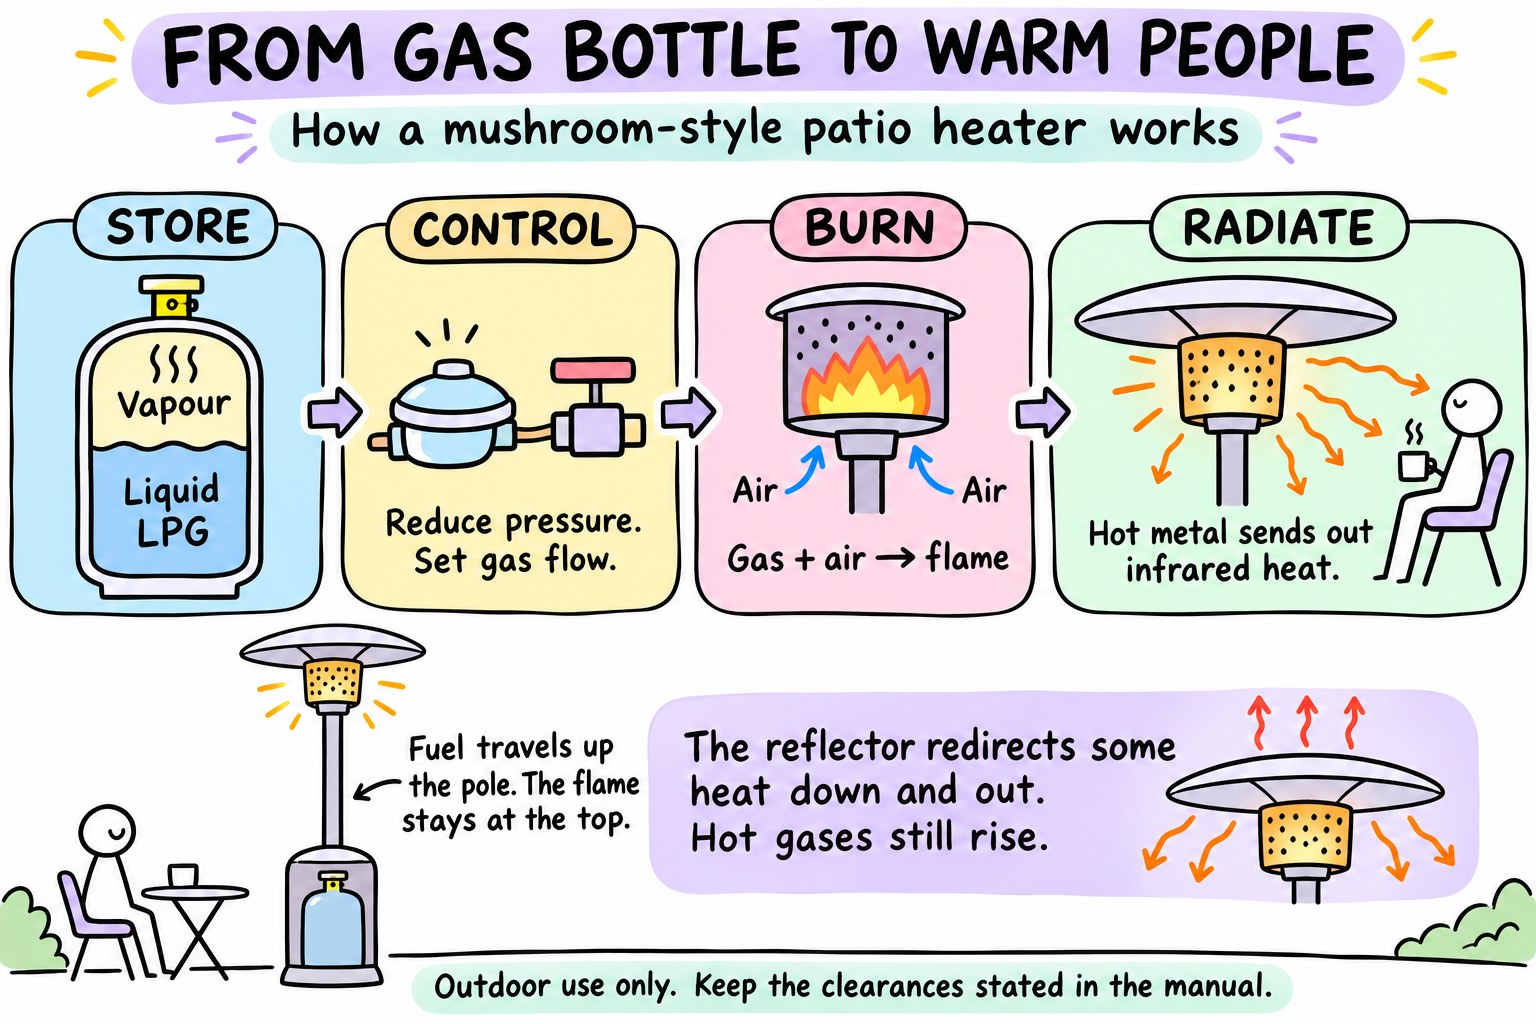 FROM GAS BOTTLE TO WARM PEOPLE
How a mushroom-style patio heater works
STORE
Vapour
Liquid
LPG
CONTROL
Reduce pressure.
Set gas flow.
BURN
Air
Air
Gas + air → flame
RADIATE
Hot metal sends out
infrared heat.
Fuel travels up
the pole. The flame
stays at the top.
The reflector redirects some
heat down and out.
Hot gases still rise.
Outdoor use only. Keep the clearances stated in the manual.